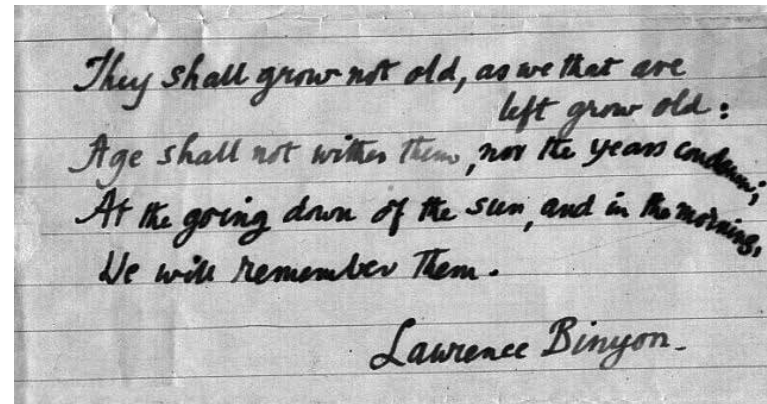 They shall grow not old, as we that are
left grow old:
Age shall not wither them, nor the years condemn;
At the going down of the sun, and in the morning,
We will remember them.
Lawrence Binyon.